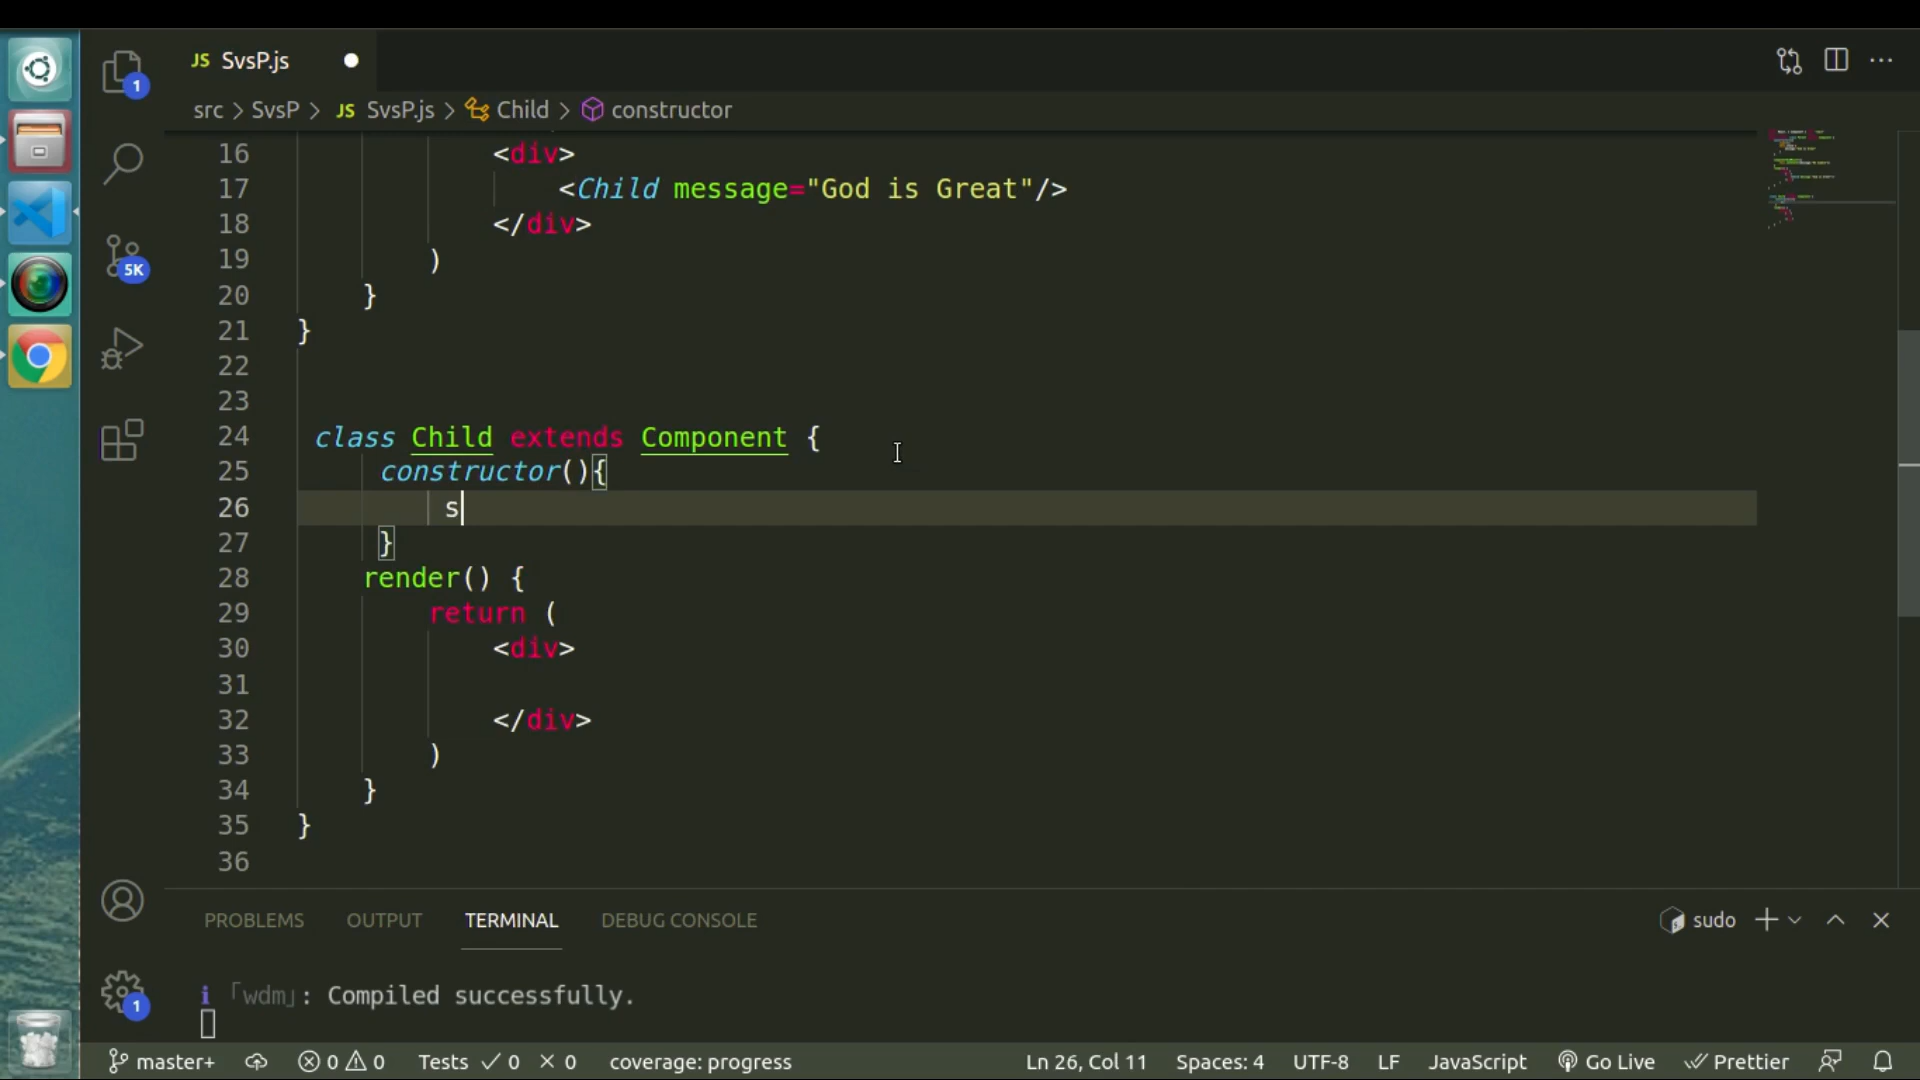 JS SvsP.js
1
src > SvsP > JS SvsP.js > Child > constructor
16 <div>
17 <Child message="God is Great"/>
18 </div>
19 )
20 }
21 }
22
23
24 class Child extends Component {
25 constructor(){
26 s
27 }
28 render() {
29 return (
30 <div>
31
32 </div>
33 )
34 }
35 }
36
5K
PROBLEMS OUTPUT TERMINAL DEBUG CONSOLE sudo
i 「wdm」: Compiled successfully.
1
master+ 0 0 Tests ✓ 0 × 0 coverage: progress Ln 26, Col 11 Spaces: 4 UTF-8 LF JavaScript Go Live Prettier